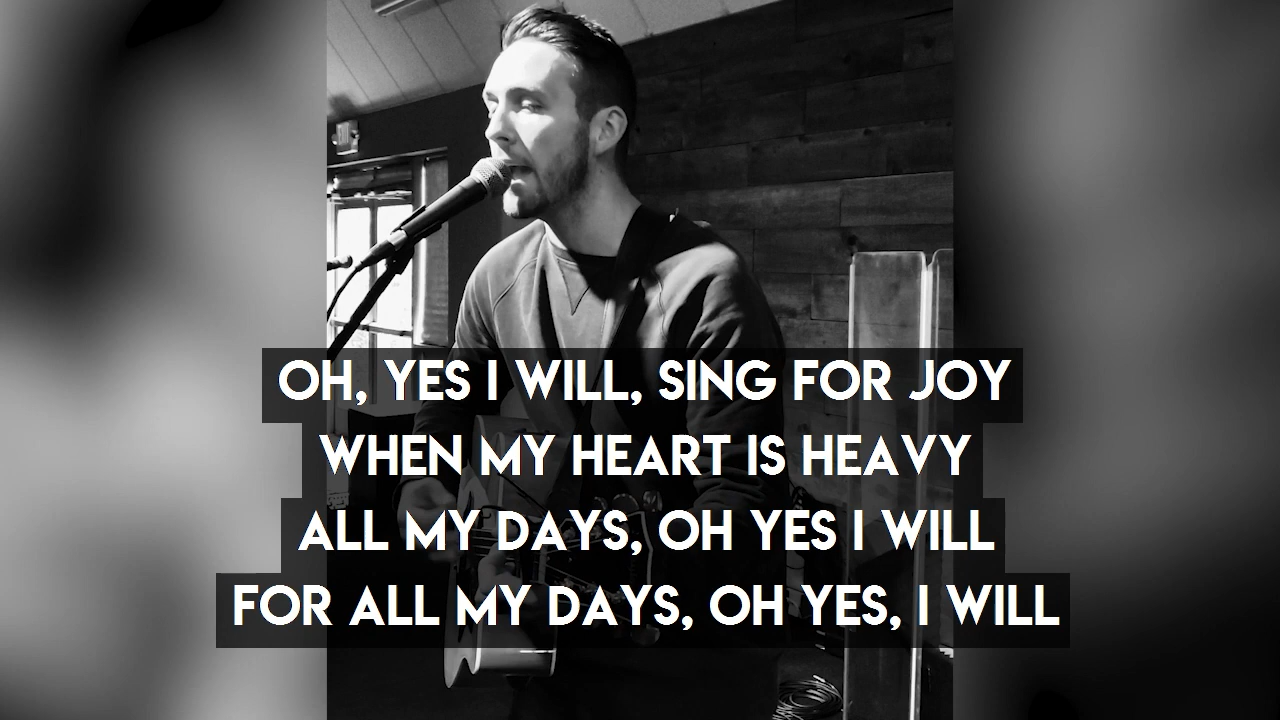 OH, YES I WILL, SING FOR JOY
WHEN MY HEART IS HEAVY
ALL MY DAYS, OH YES I WILL
FOR ALL MY DAYS, OH YES, I WILL